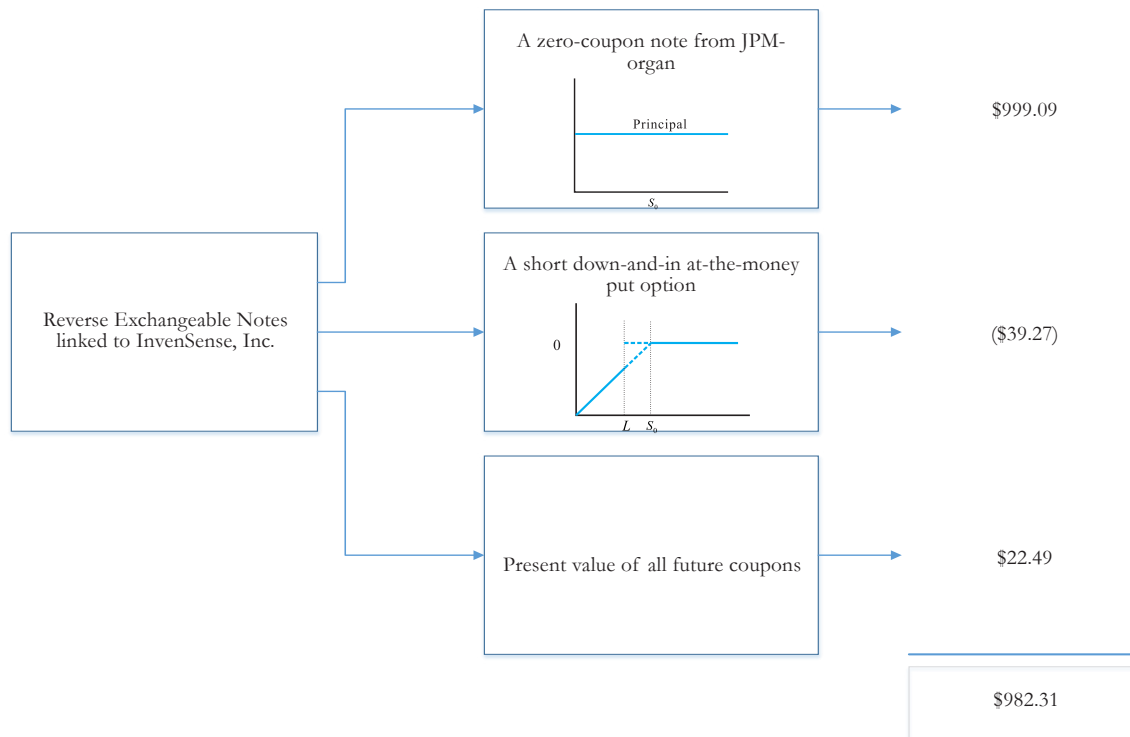 A zero-coupon note from JPM-
organ
Principal
S₀
$999.09
Reverse Exchangeable Notes
linked to InvenSense, Inc.
A short down-and-in at-the-money
put option
0
L S₀
($39.27)
Present value of all future coupons
$22.49
$982.31